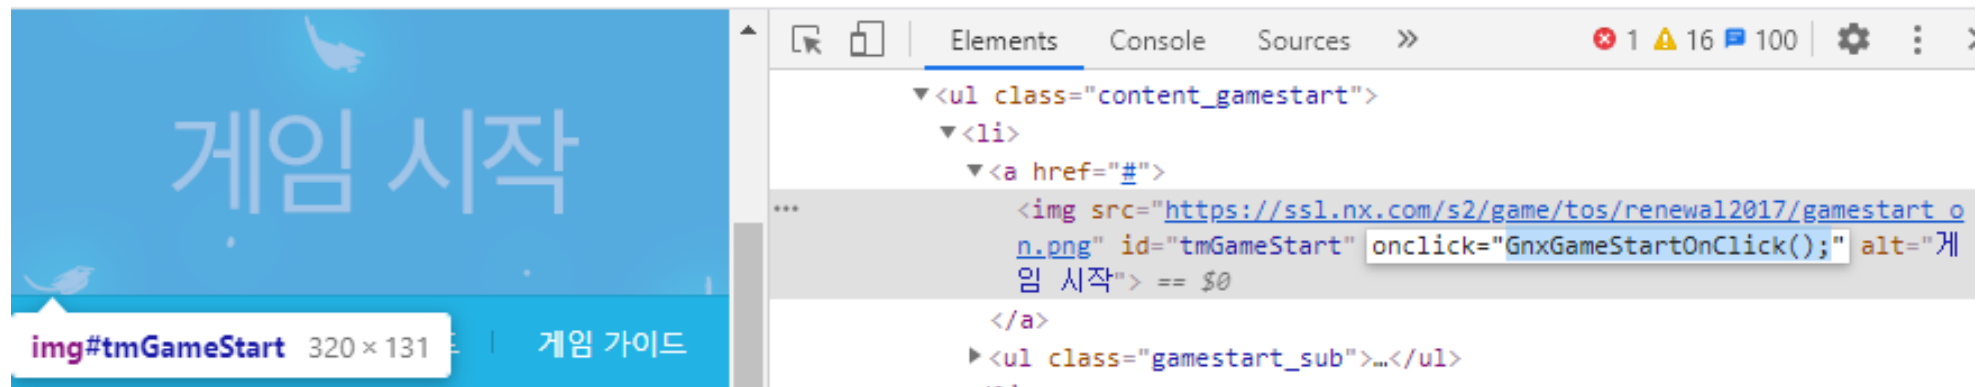 게임 시작
게임 가이드
img#tmGameStart 320 × 131
Elements Console Sources » 1 16 100
▼<ul class="content_gamestart">
▼<li>
▼<a href="#">
<img src="https://ssl.nx.com/s2/game/tos/renewal2017/gamestart_o
n.png" id="tmGameStart" onclick="GnxGameStartOnClick();" alt="게
임 시작"> == $0
</a>
▶<ul class="gamestart_sub">…</ul>